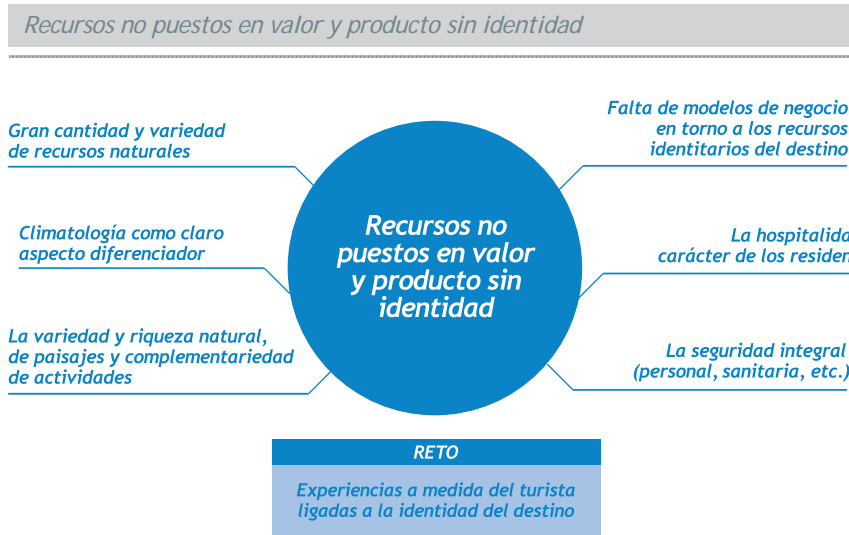 Recursos no puestos en valor y producto sin identidad
Gran cantidad y variedad
de recursos naturales
Climatología como claro
aspecto diferenciador
La variedad y riqueza natural,
de paisajes y complementariedad
de actividades
Recursos no
puestos en valor
y producto sin
identidad
Falta de modelos de negocio
en torno a los recursos
identitarios del destino
La
carácter de los
La seguridad integral
(personal, sanitaria, etc.)
RETO
Experiencias a medida del turista
ligadas a la identidad del destino